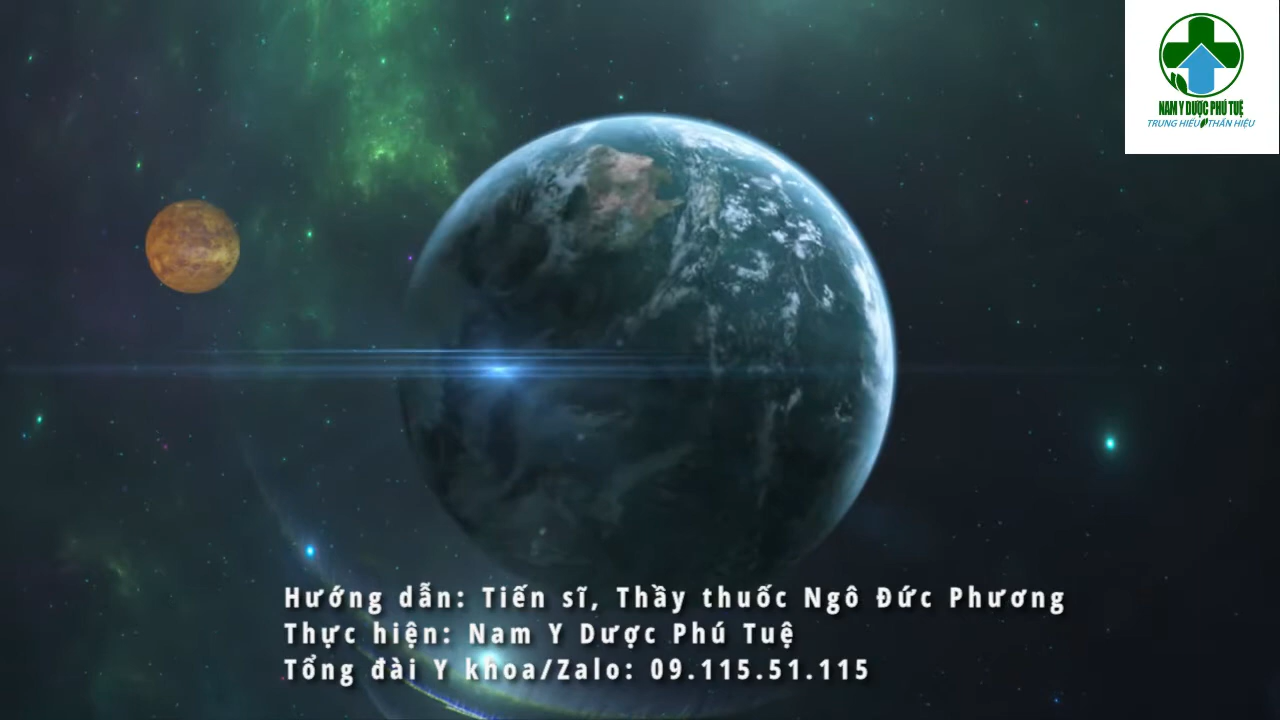 NAM Y DƯỢC PHÚ TUỆ
TRUNG HIẾU THẦN HIỆU
Hướng dẫn: Tiến sĩ, Thầy thuốc Ngô Đức Phương
Thực hiện: Nam Y Dược Phú Tuệ
Tổng đài Y khoa/Zalo: 09.115.51.115